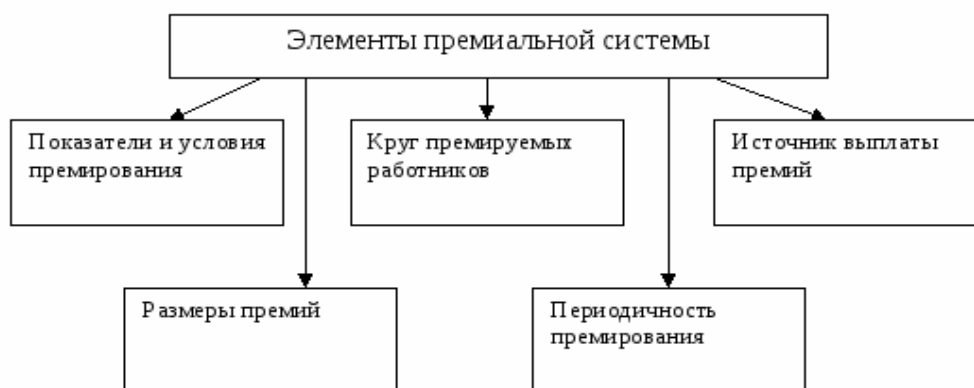 Элементы премиальной системы
Показатели и условия
премирования
Круг премируемых
работников
Источник выплаты
премий
Размеры премий
Периодичность
премирования